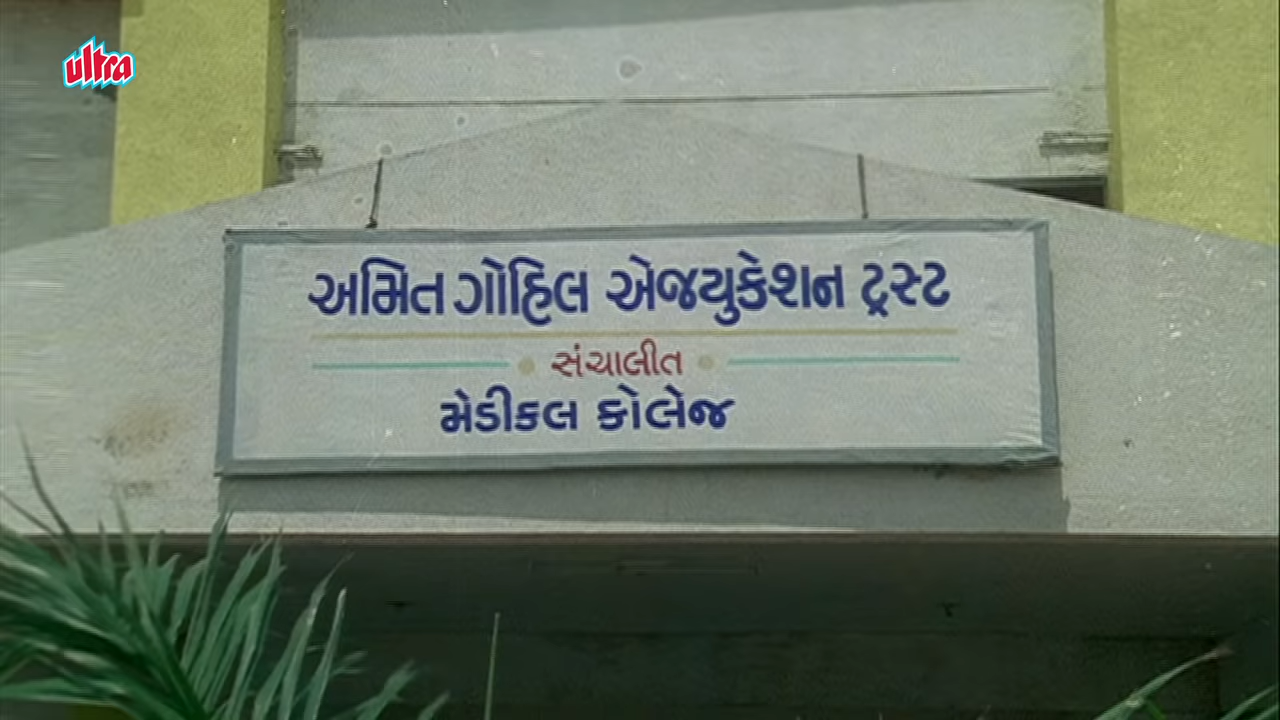 ultra
અમિત ગોહિલ એજયુકેશન ટ્રસ્ટ
સંચાલીત
મેડીકલ કોલેજ